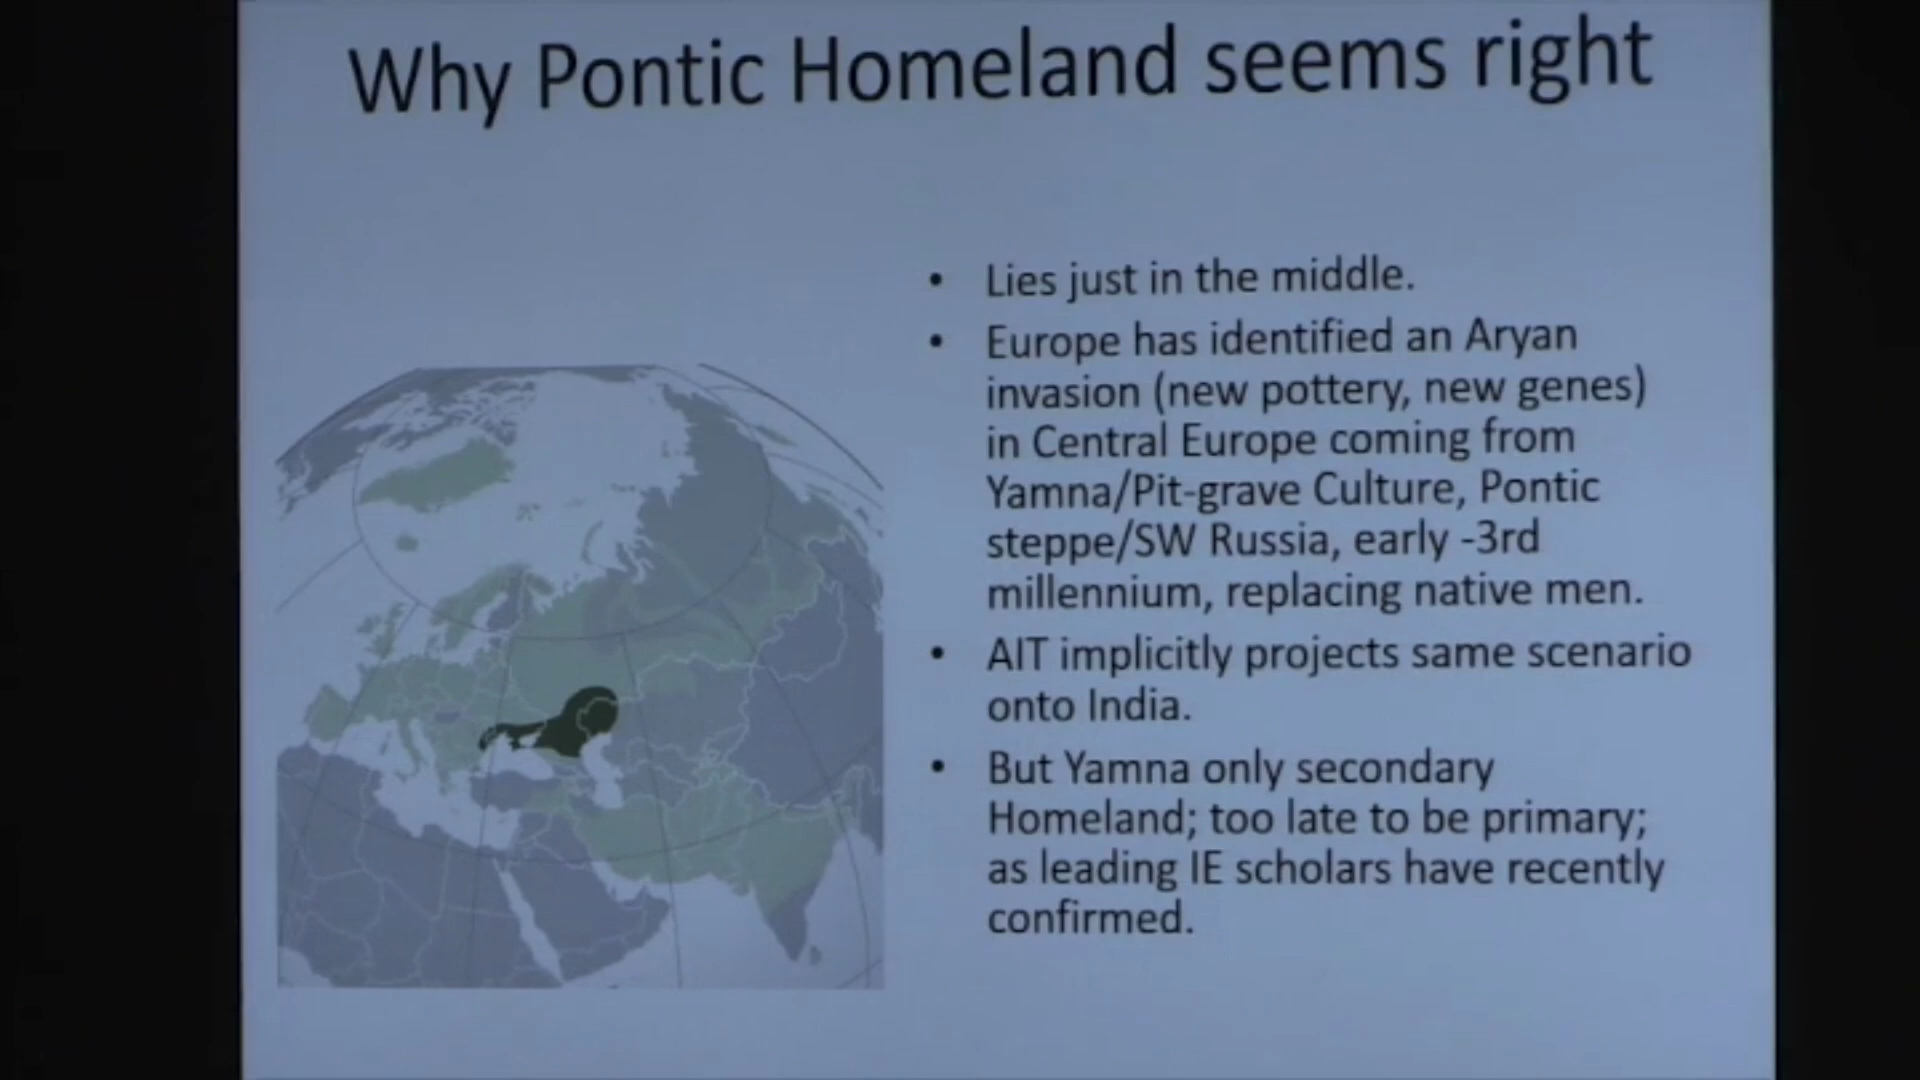 Why Pontic Homeland seems right
• Lies just in the middle.
• Europe has identified an Aryan
invasion (new pottery, new genes)
in Central Europe coming from
Yamna/Pit-grave Culture, Pontic
steppe/SW Russia, early -3rd
millennium, replacing native men.
• AIT implicitly projects same scenario
onto India.
• But Yamna only secondary
Homeland; too late to be primary;
as leading IE scholars have recently
confirmed.